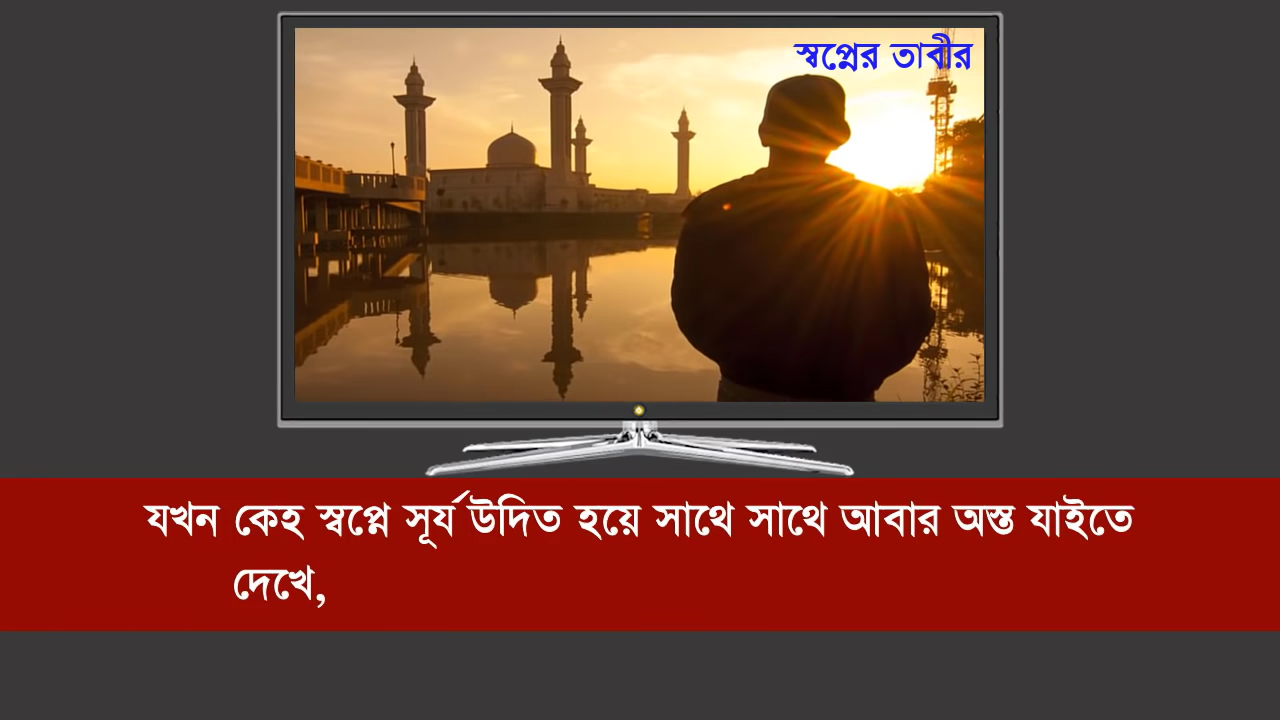 স্বপ্নের তাবীর
যখন কেহ স্বপ্নে সূর্য উদিত হয়ে সাথে সাথে আবার অস্ত যাইতে
দেখে,